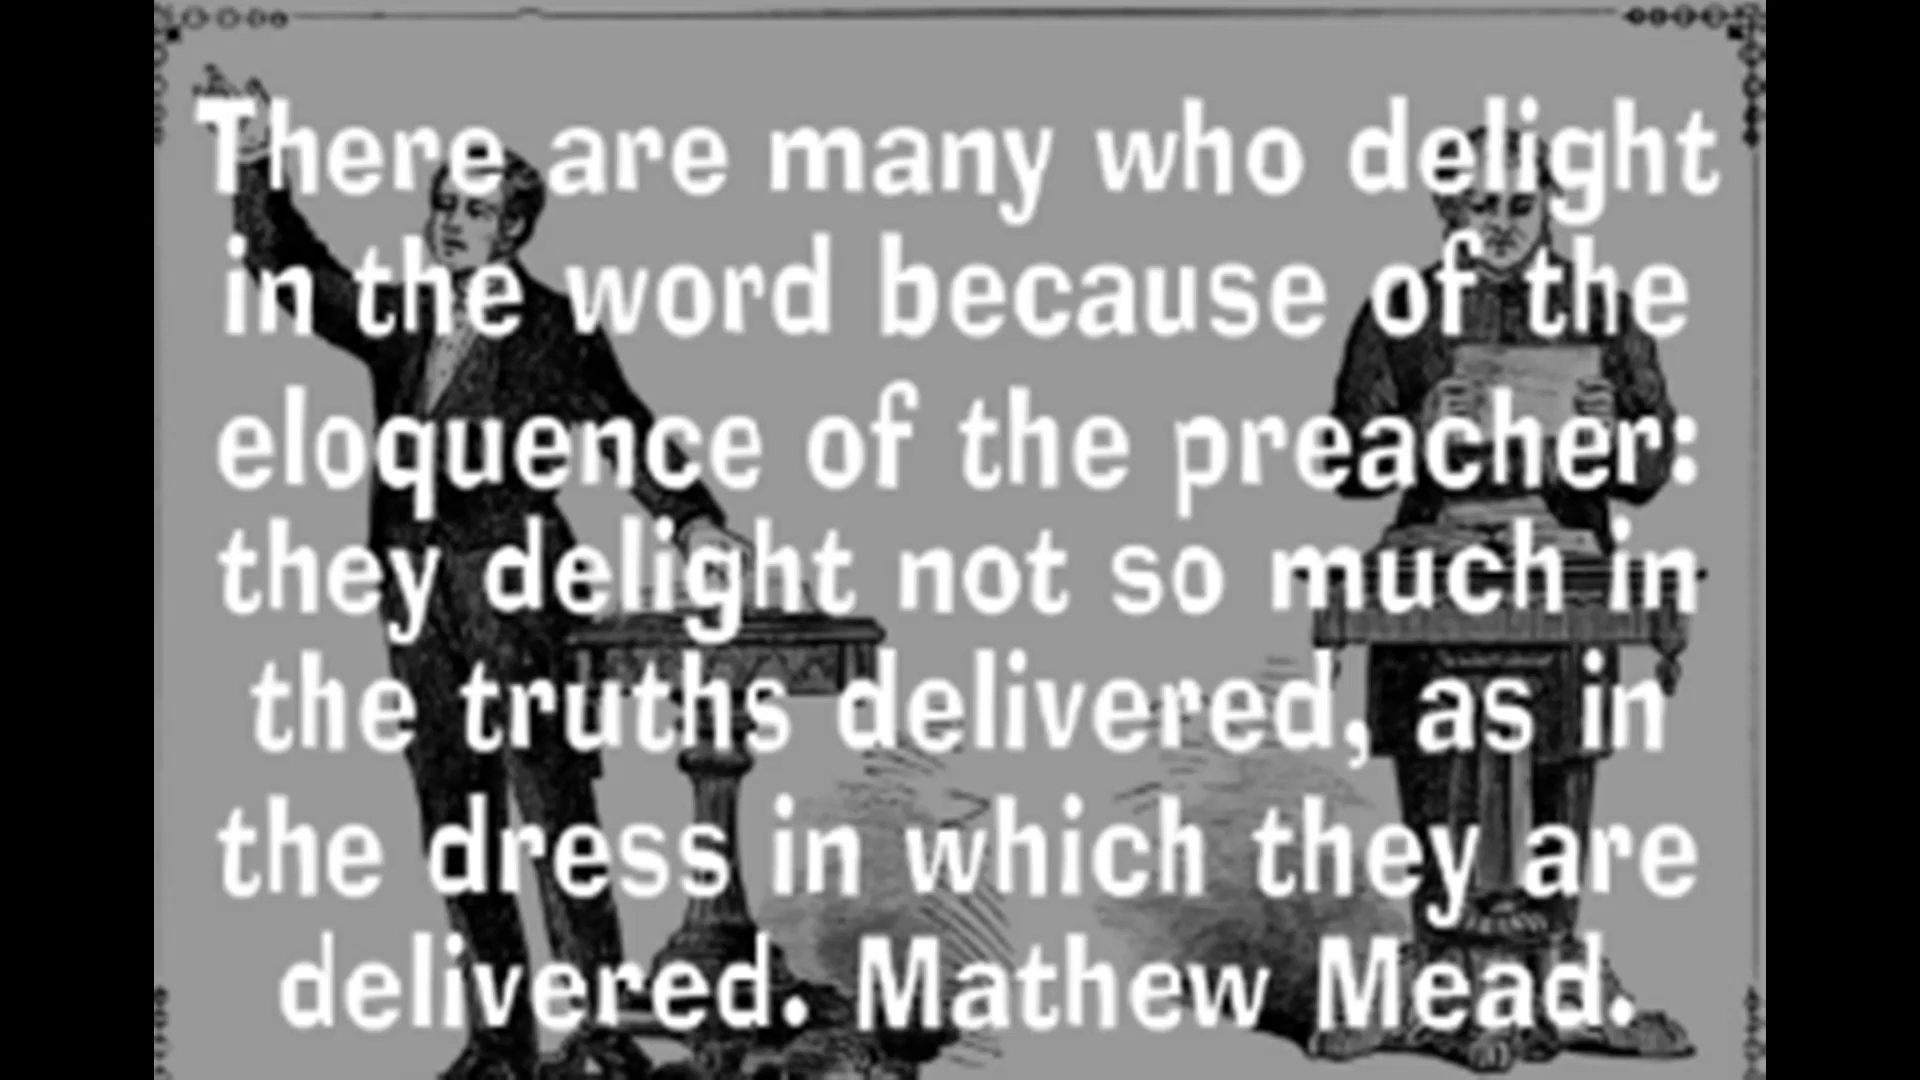 There are many who delight
in the word because of the
eloquence of the preacher:
they delight not so much in
the truths delivered, as in
the dress in which they are
delivered. Mathew Mead.